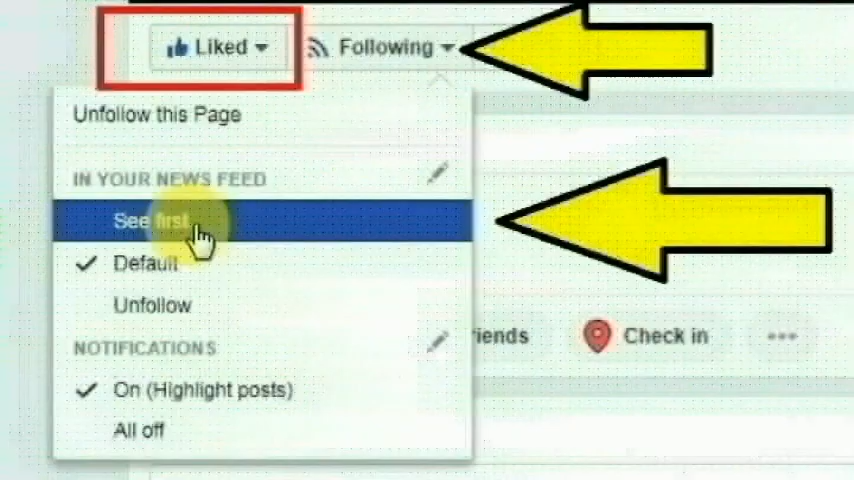 Liked Following
Unfollow this Page
IN YOUR NEWS FEED
See first
Default
Unfollow
NOTIFICATIONS
riends Check in
On (Highlight posts)
All off